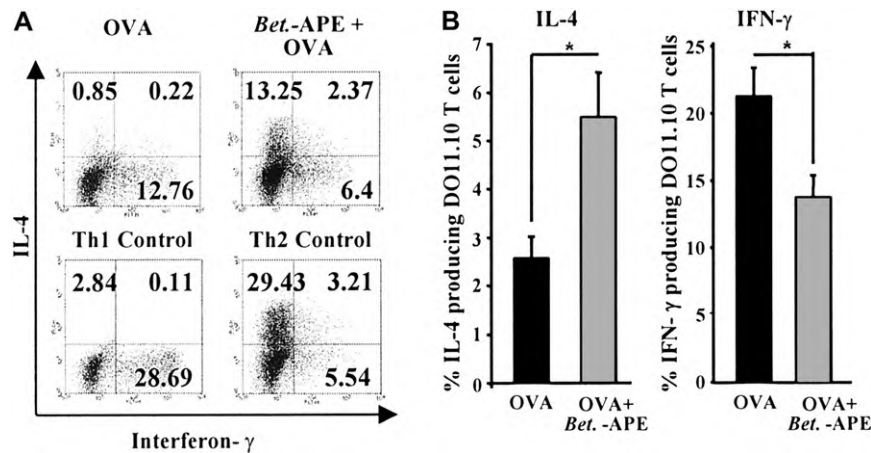 A
OVA
Bet.-APE +
OVA
0.85 0.22
12.76
13.25 2.37
6.4
Th1 Control
Th2 Control
2.84 0.11
28.69
29.43 3.21
5.54
IL-4
Interferon- γ
B
IL-4
% IL-4 producing DO11.10 T cells
7
6
5
4
3
2
1
0
*
OVA
OVA+
Bet. -APE
IFN-γ
% IFN- γ producing DO11.10 T cells
25
20
15
10
5
0
*
OVA
OVA+
Bet. -APE